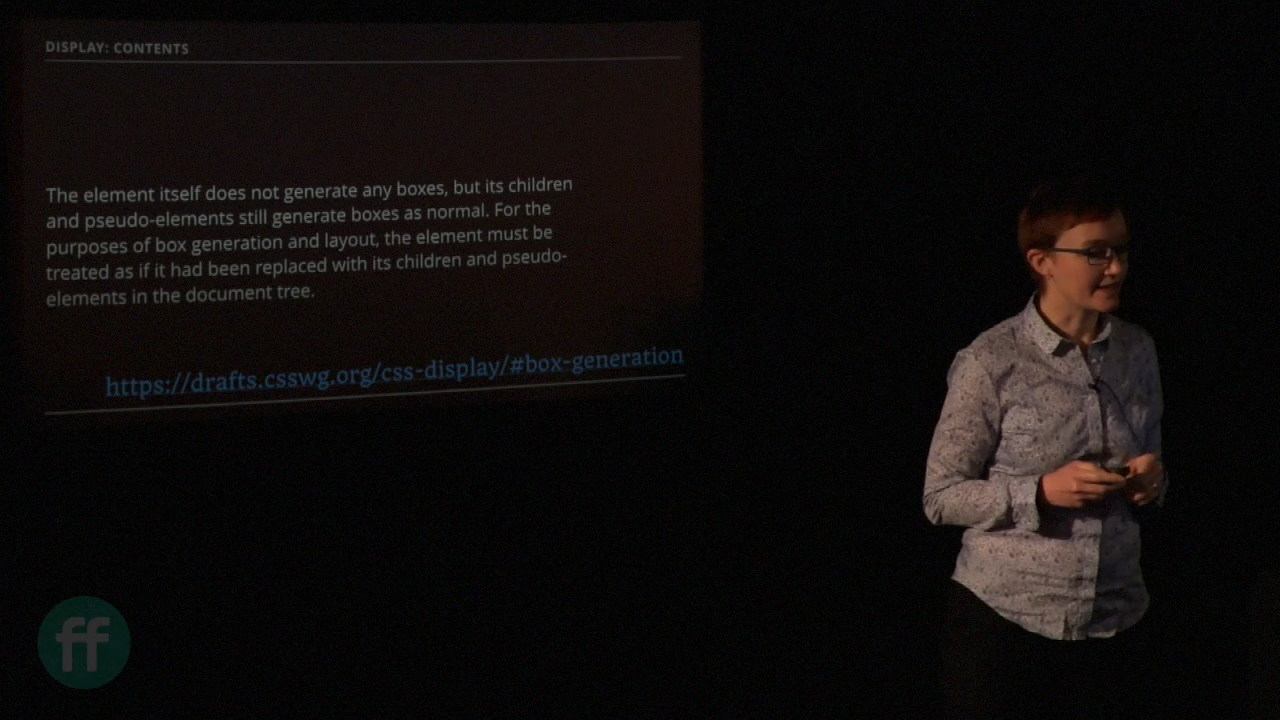 DISPLAY: CONTENTS
The element itself does not generate any boxes, but its children
and pseudo-elements still generate boxes as normal. For the
purposes of box generation and layout, the element must be
treated as if it had been replaced with its children and pseudo-
elements in the document tree.
https://drafts.csswg.org/css-display/#box-generation
ff